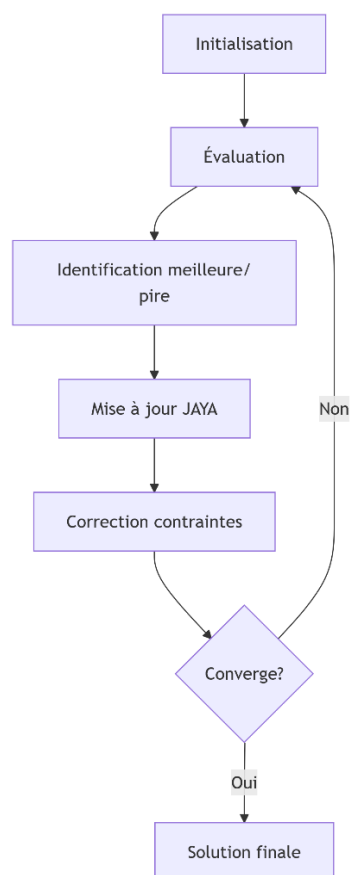 Initialisation
Évaluation
Identification meilleure/
pire
Mise à jour JAYA
Correction contraintes
Non
Converge?
Oui
Solution finale